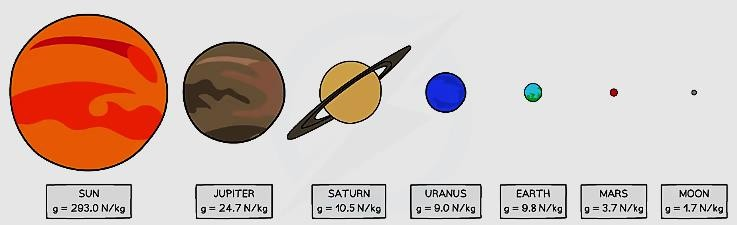 SUN
g = 293.0 N/kg
JUPITER
g = 24.7 N/kg
SATURN
g = 10.5 N/kg
URANUS
g = 9.0 N/kg
EARTH
g = 9.8 N/kg
MARS
g = 3.7 N/kg
MOON
g = 1.7 N/kg